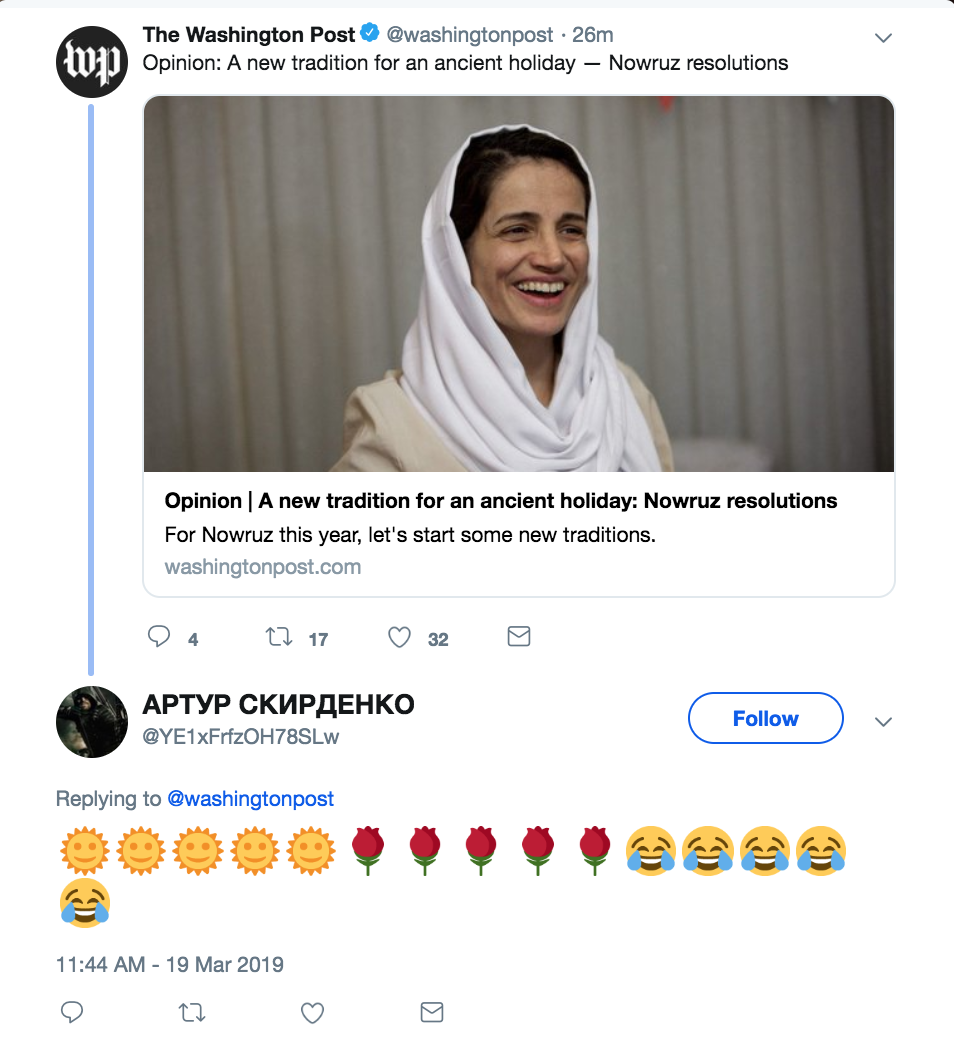 The Washington Post @washingtonpost · 26m
Opinion: A new tradition for an ancient holiday — Nowruz resolutions
wp
Opinion | A new tradition for an ancient holiday: Nowruz resolutions
For Nowruz this year, let's start some new traditions.
washingtonpost.com
4 17 32
АРТУР СКИРДЕНКО
@YE1xFrfzOH78SLw
Follow
Replying to @washingtonpost
🌞🌞🌞🌞🌞🌹🌹🌹🌹🌹😂😂😂😂
😂
11:44 AM - 19 Mar 2019